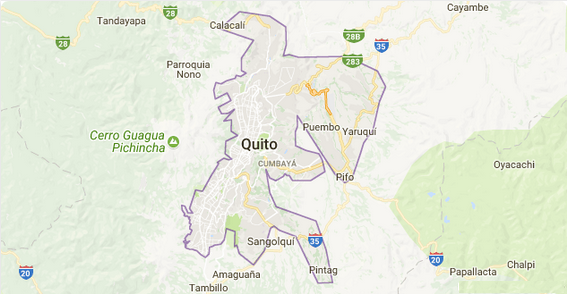 Cayambe
Tandayapa
28
Calacalí
28
28B
35
283
Parroquia
Nono
Cerro Guagua
Pichincha
Puembo
Yaruquí
Quito
CUMBAYÁ
Oyacachi
Pifo
Sangolquí
35
20
Pintag
Amaguaña
Tambillo
20
Papallacta
Chalpi